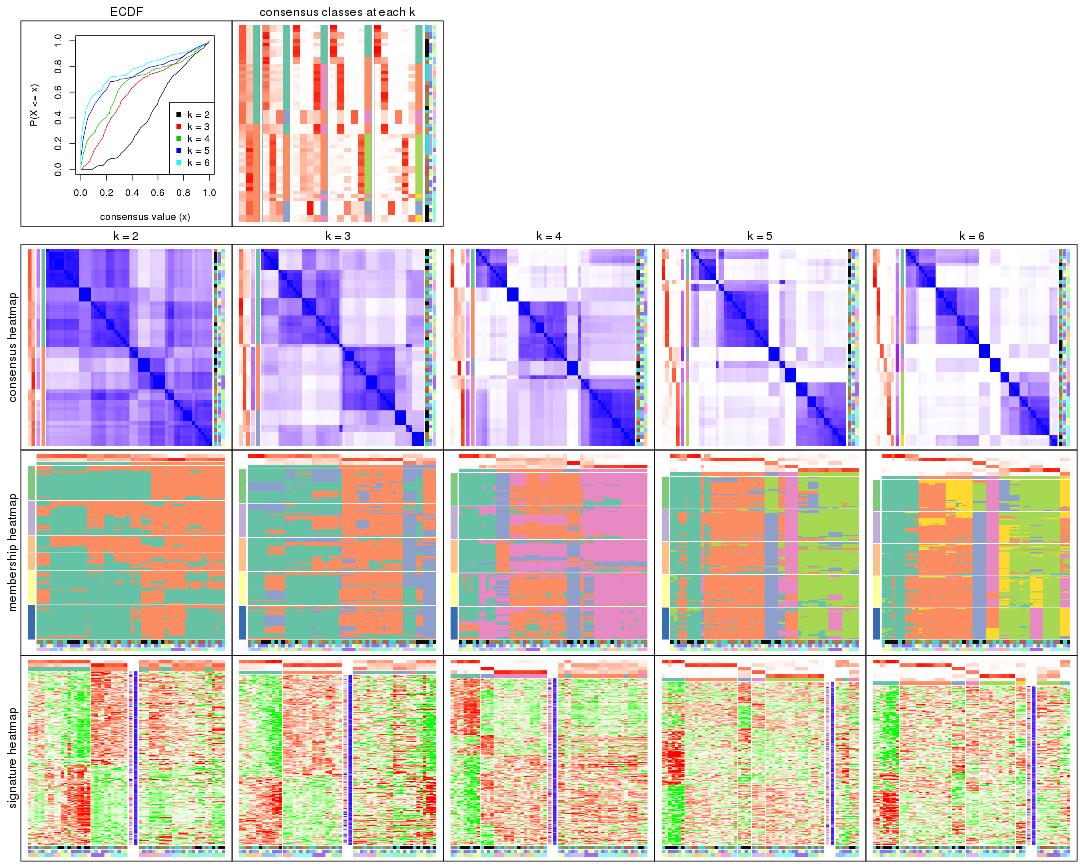 ECDF
consensus classes at each k
P(X <= x)
0.0 0.2 0.4 0.6 0.8 1.0
k = 2
k = 3
k = 4
k = 5
k = 6
0.0 0.2 0.4 0.6 0.8 1.0
consensus value (x)
k = 2 k = 3 k = 4 k = 5 k = 6
consensus heatmap
membership heatmap
signature heatmap